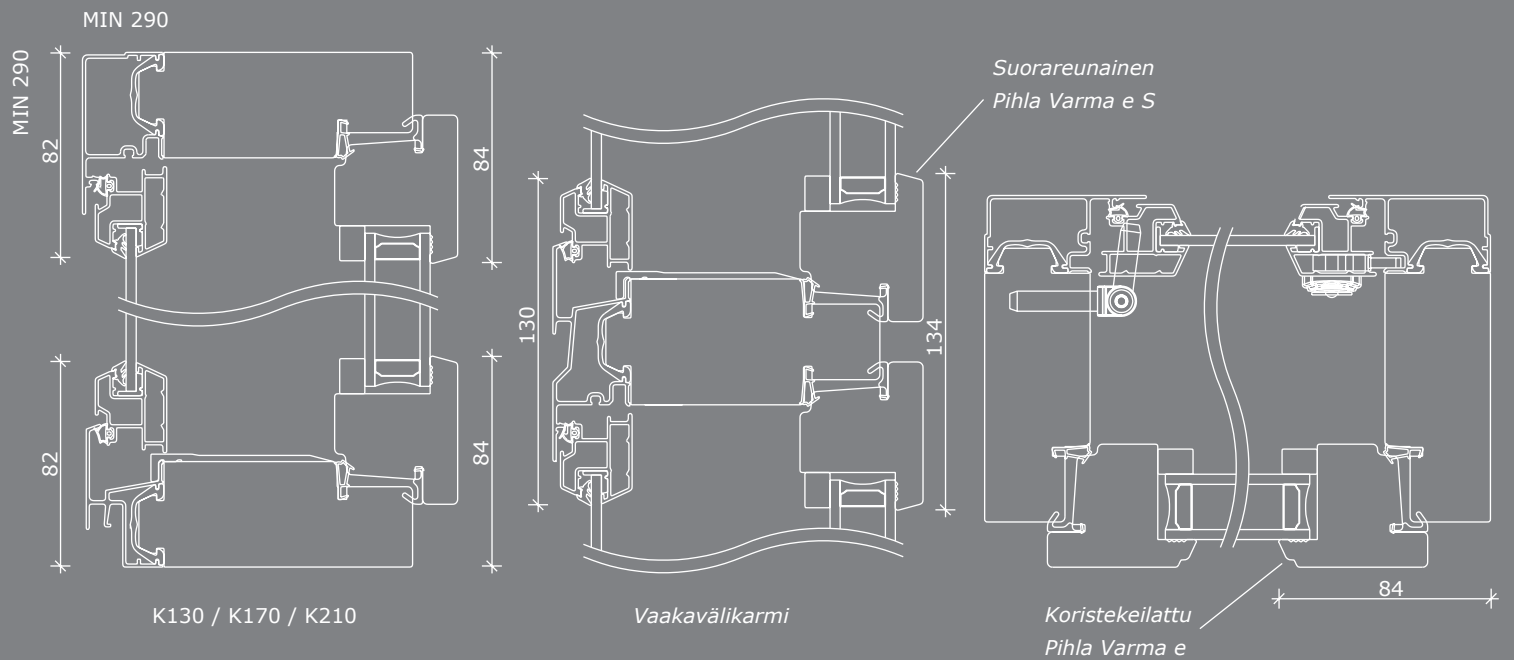 MIN 290
MIN 290
82
84
82
84
K130 / K170 / K210
130
134
Vaakavälikarmi
Suorareunainen
Pihla Varma e S
84
Koristekeilattu
Pihla Varma e